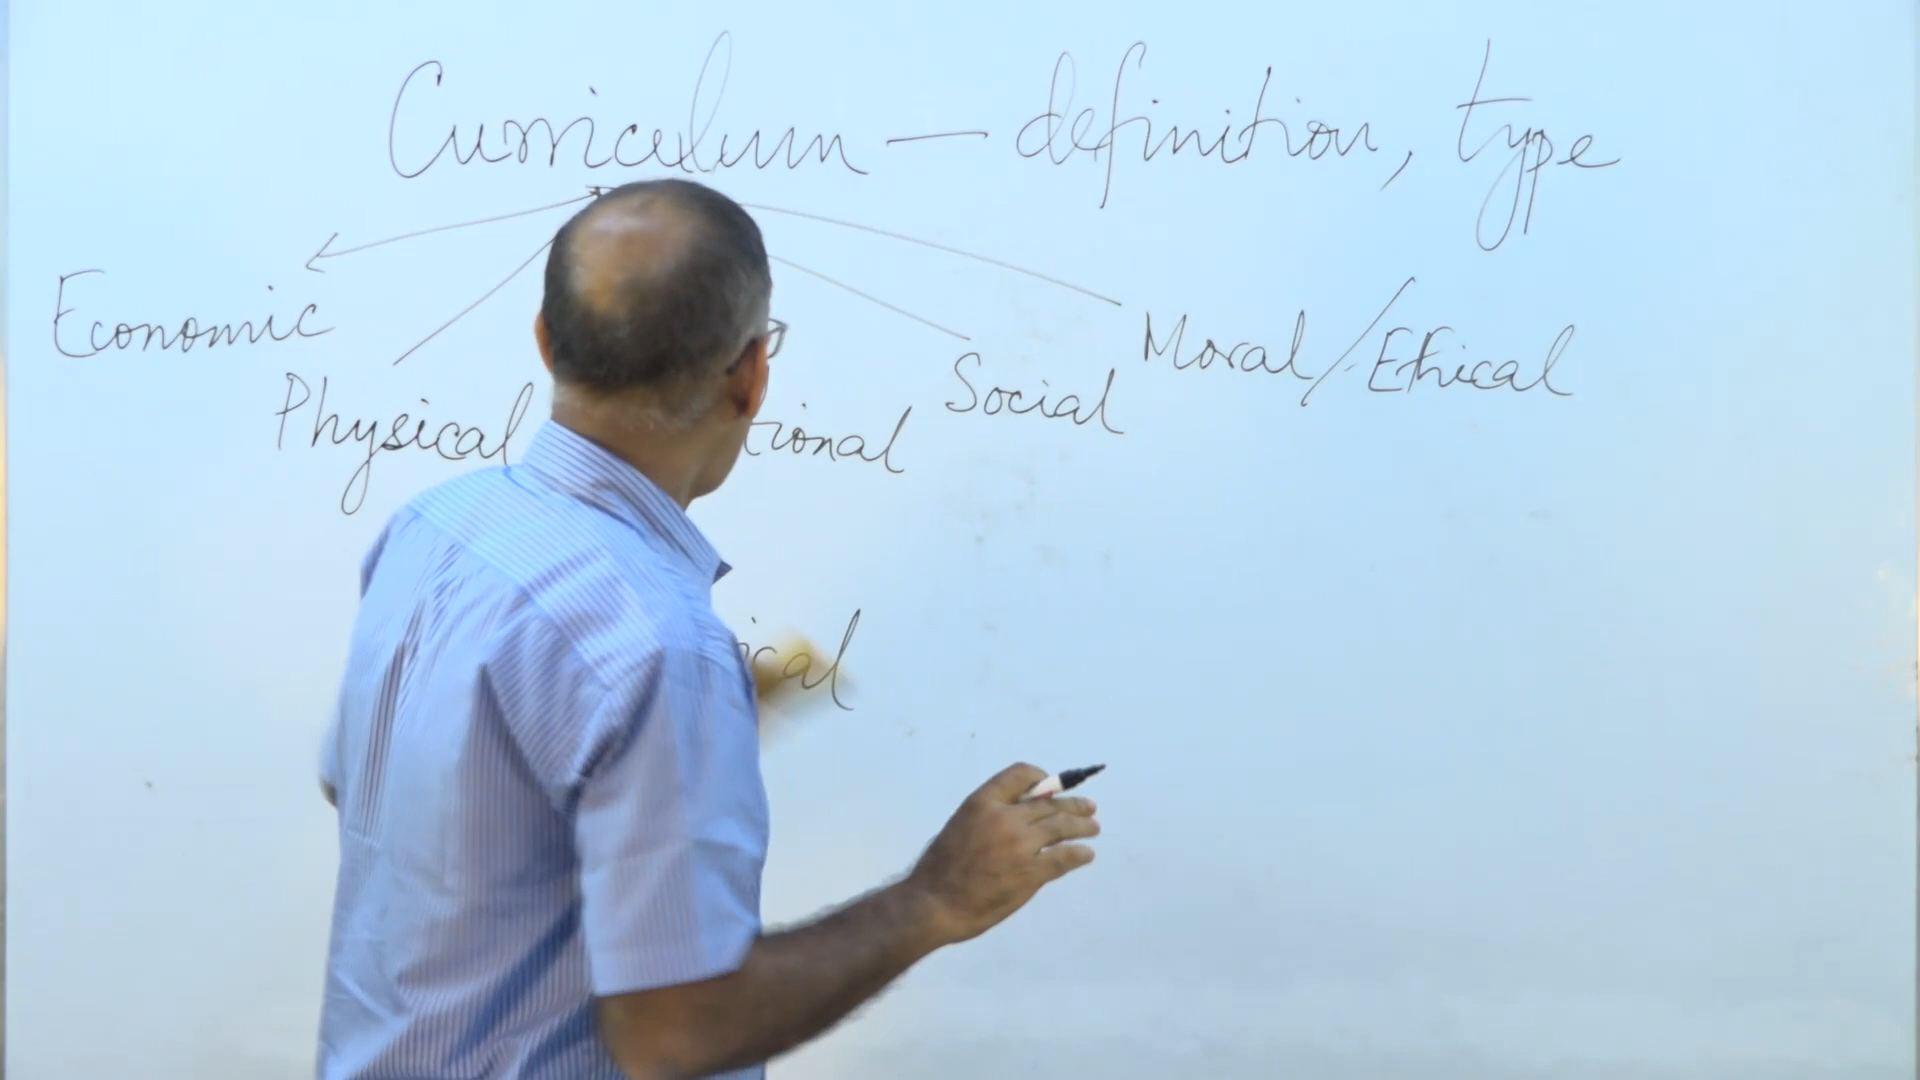 Curriculum — definition, type
Economic
Moral/Ethical
Social
Physical